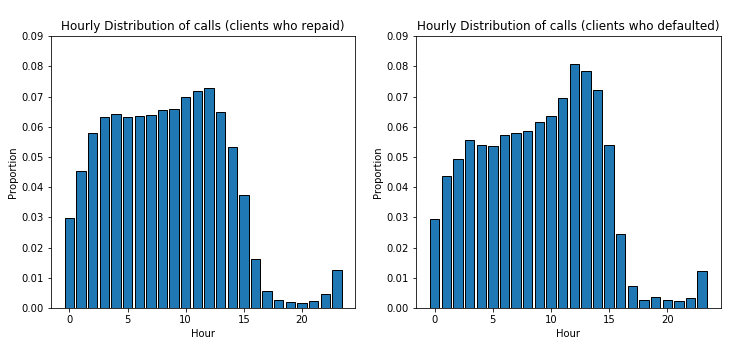 Hourly Distribution of calls (clients who repaid)
0.09
0.08
0.07
0.06
0.05
0.04
0.03
0.02
0.01
0.00
Proportion
0 5 10 15 20
Hour
Hourly Distribution of calls (clients who defaulted)
0.09
0.08
0.07
0.06
0.05
0.04
0.03
0.02
0.01
0.00
Proportion
0 5 10 15 20
Hour